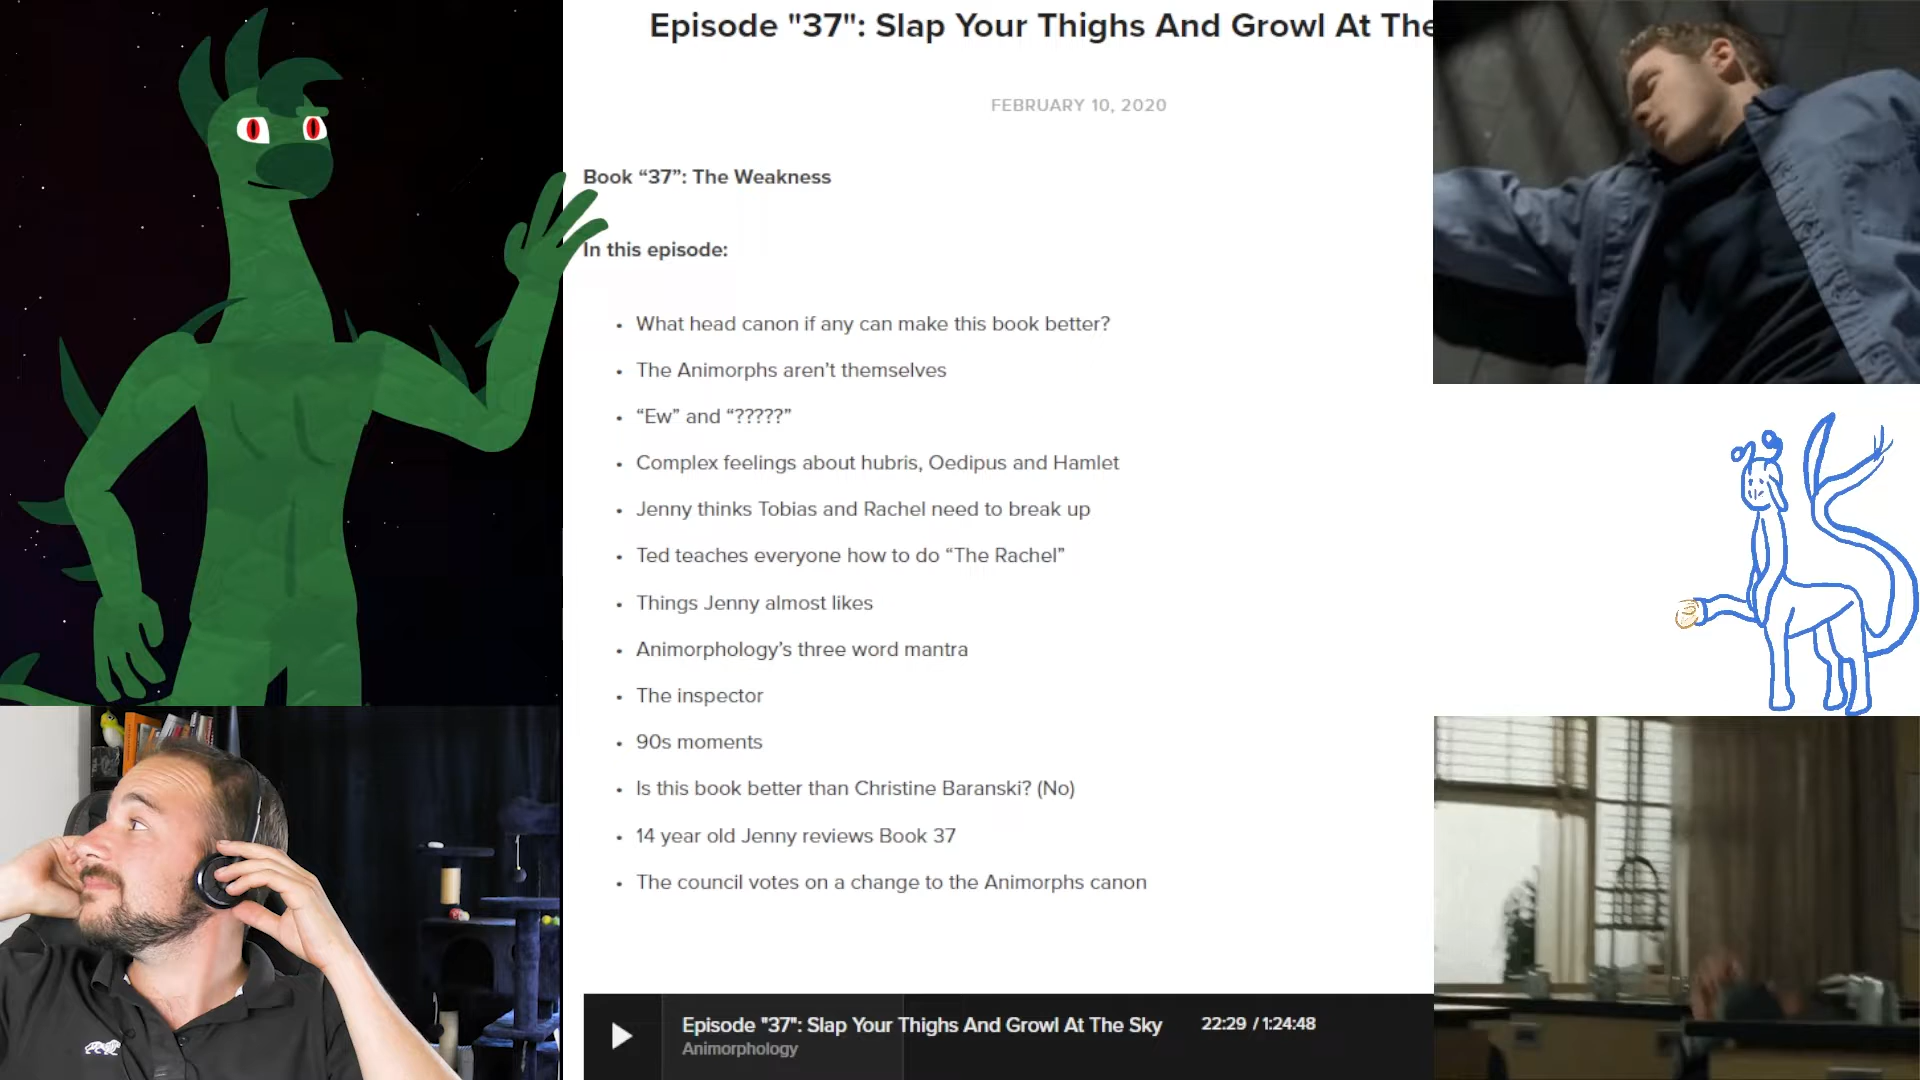 Episode "37": Slap Your Thighs And Growl At The
FEBRUARY 10, 2020
Book “37”: The Weakness
In this episode:
• What head canon if any can make this book better?
• The Animorphs aren’t themselves
• “Ew” and “?????”
• Complex feelings about hubris, Oedipus and Hamlet
• Jenny thinks Tobias and Rachel need to break up
• Ted teaches everyone how to do “The Rachel”
• Things Jenny almost likes
• Animorphology’s three word mantra
• The inspector
• 90s moments
• Is this book better than Christine Baranski? (No)
• 14 year old Jenny reviews Book 37
• The council votes on a change to the Animorphs canon
Episode "37": Slap Your Thighs And Growl At The Sky
22:29 / 1:24:48
Animorphology